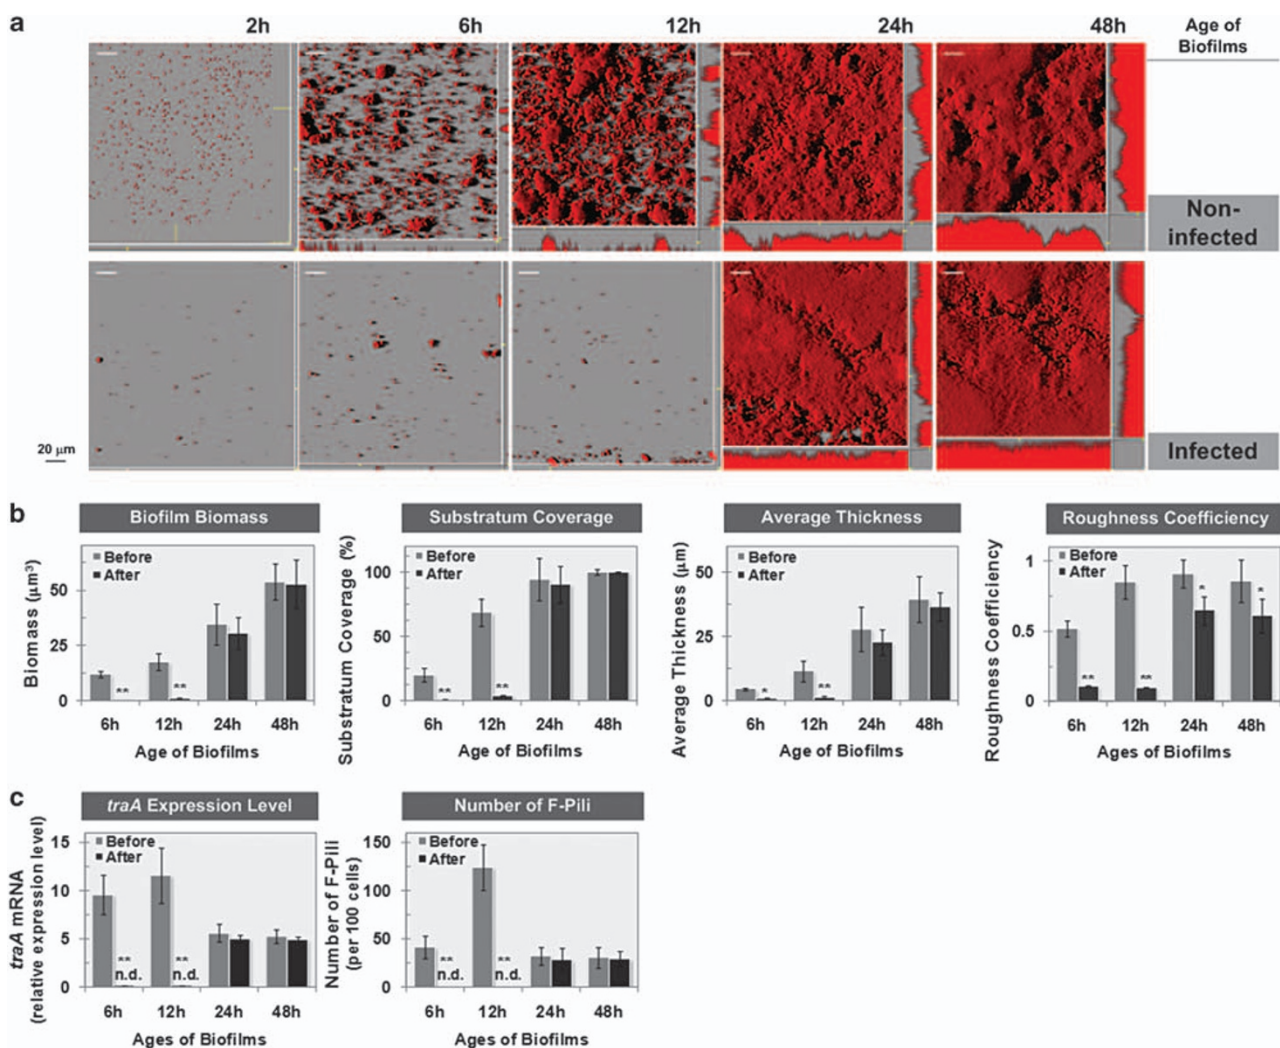 a
2h 6h 12h 24h 48h Age of
Biofilms
Non-
infected
20 µm
Infected
b
Biofilm Biomass
Biomass (µm³)
50
25
0
Before
After
**
**
6h 12h 24h 48h
Age of Biofilms
Substratum Coverage
Substratum Coverage (%)
100
50
0
Before
After
**
**
6h 12h 24h 48h
Age of Biofilms
Average Thickness
Average Thickness (µm)
50
25
0
Before
After
*
**
6h 12h 24h 48h
Age of Biofilms
Roughness Coefficiency
Roughness Coefficiency
1
0.5
0
Before
After
**
**
*
*
6h 12h 24h 48h
Ages of Biofilms
c
traA Expression Level
traA mRNA
(relative expression level)
15
10
5
0
Before
After
** **
n.d. n.d.
6h 12h 24h 48h
Ages of Biofilms
Number of F-Pili
Number of F-Pili
(per 100 cells)
150
100
50
0
Before
After
** **
n.d. n.d.
6h 12h 24h 48h
Ages of Biofilms